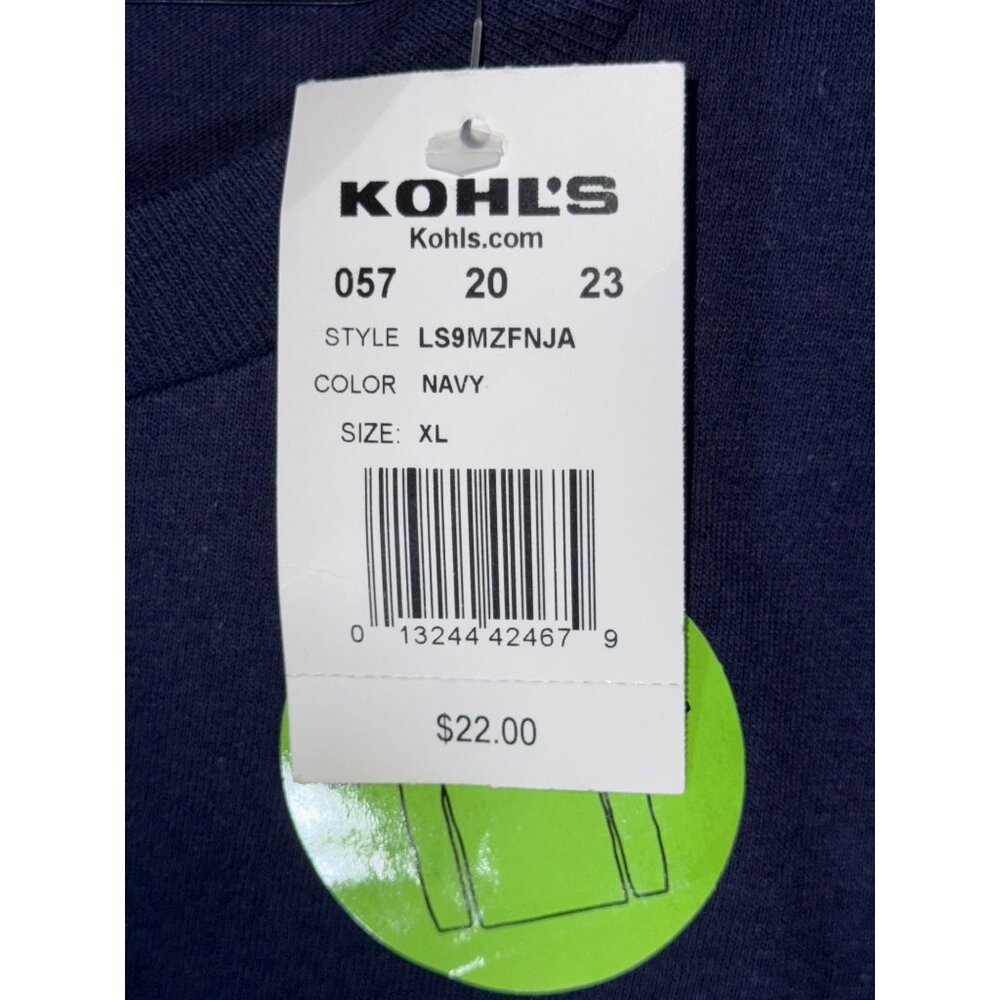 KOHL'S
Kohls.com
057 20 23
STYLE LS9MZFNJA
COLOR NAVY
SIZE: XL
0 13244 42467 9
$22.00